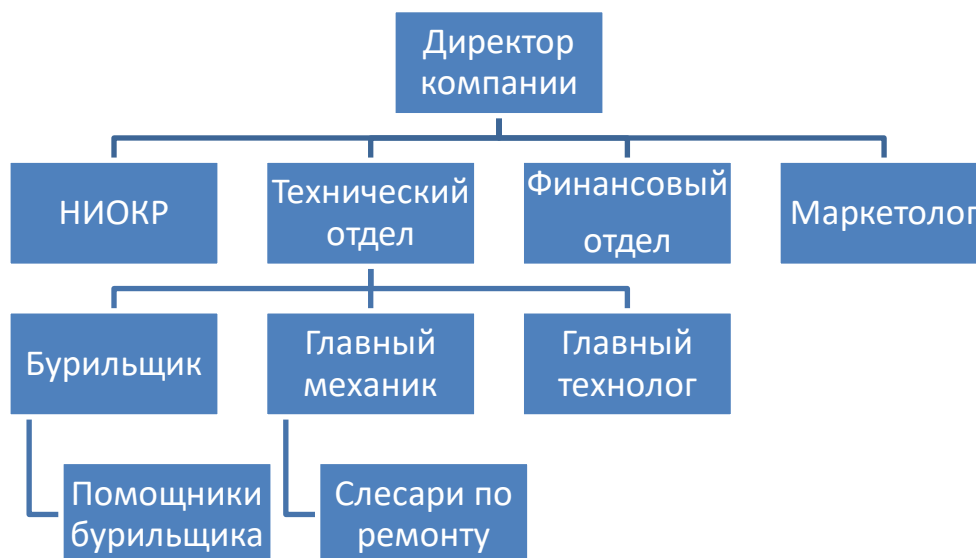 Директор
компании
НИОКР
Технический
отдел
Финансовый
отдел
Маркетолог
Бурильщик
Главный
механик
Главный
технолог
Помощники
бурильщика
Слесари по
ремонту